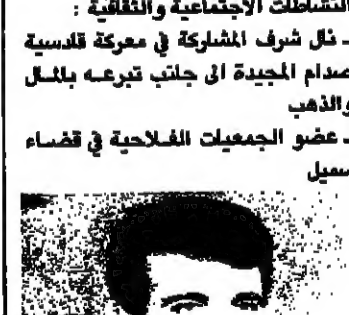 النشاطات الاجتماعية والثقافية :
ـ نال شرف المشاركة في معركة قادسية
صدام المجيدة الى جانب تبرعه بالمال
والذهب
ـ عضو الجمعيات الفلاحية في قضاء
سميل